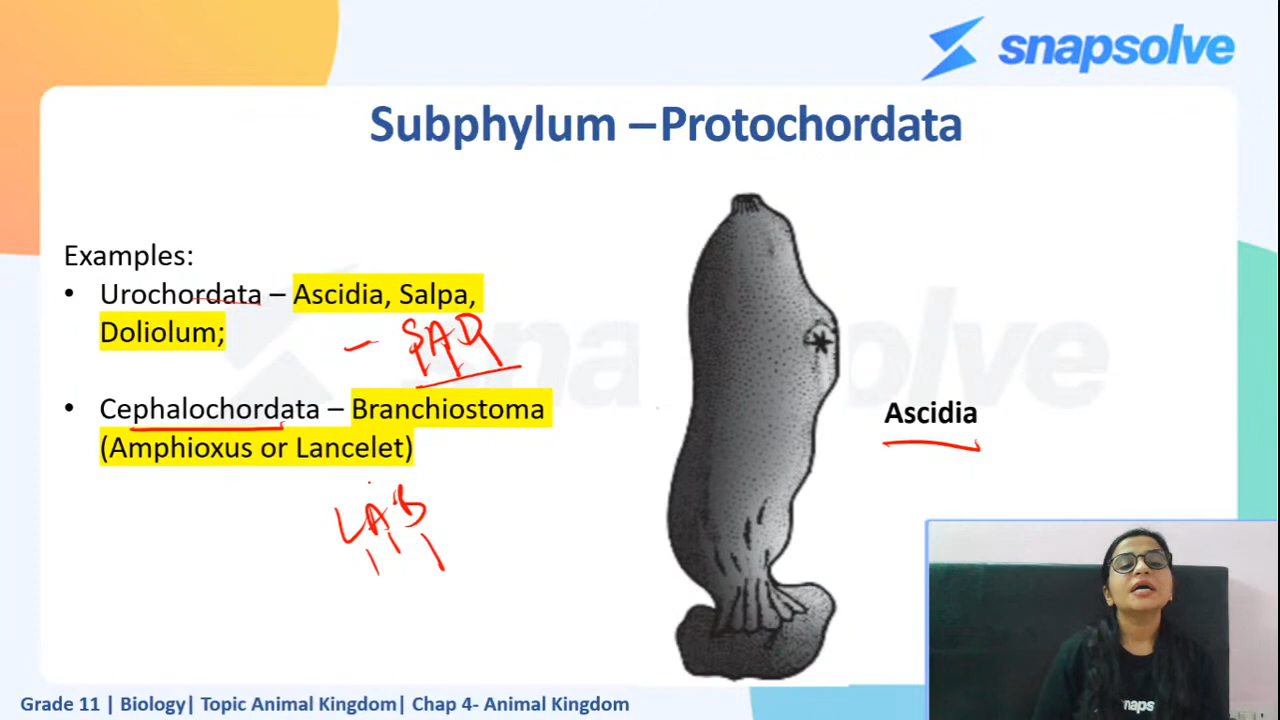 snapsolve
Subphylum –Protochordata
Examples:
• Urochordata – Ascidia, Salpa,
Doliolum;
– SAD
• Cephalochordata – Branchiostoma
(Amphioxus or Lancelet)
LAB
Ascidia
snaps
Grade 11 | Biology| Topic Animal Kingdom| Chap 4- Animal Kingdom